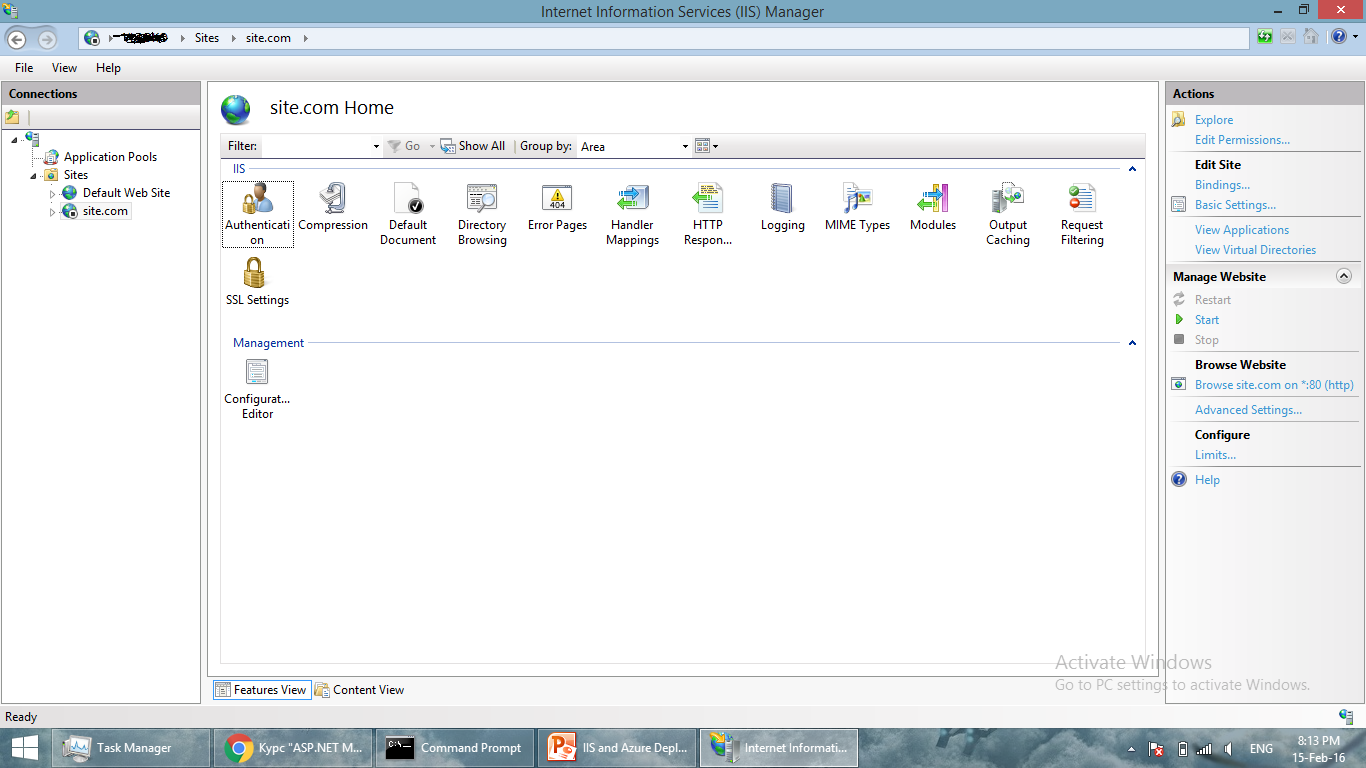 Internet Information Services (IIS) Manager
Sites
site.com
File View Help
Connections
Application Pools
Sites
Default Web Site
site.com
site.com Home
Filter: Go Show All Group by: Area
IIS
Authenticati
on
Compression
Default
Document
Directory
Browsing
Error Pages
404
Handler
Mappings
HTTP
Respon...
Logging
MIME Types
Modules
Output
Caching
Request
Filtering
SSL Settings
Management
Configurat...
Editor
Features View Content View
Actions
Explore
Edit Permissions...
Edit Site
Bindings...
Basic Settings...
View Applications
View Virtual Directories
Manage Website
Restart
Start
Stop
Browse Website
Browse site.com on *:80 (http)
Advanced Settings...
Configure
Limits...
Help
Activate Windows
Go to PC settings to activate Windows.
Ready
Task Manager
Курс "ASP.NET M...
Command Prompt
IIS and Azure Depl...
Internet Informati...
ENG
8:13 PM
15-Feb-16